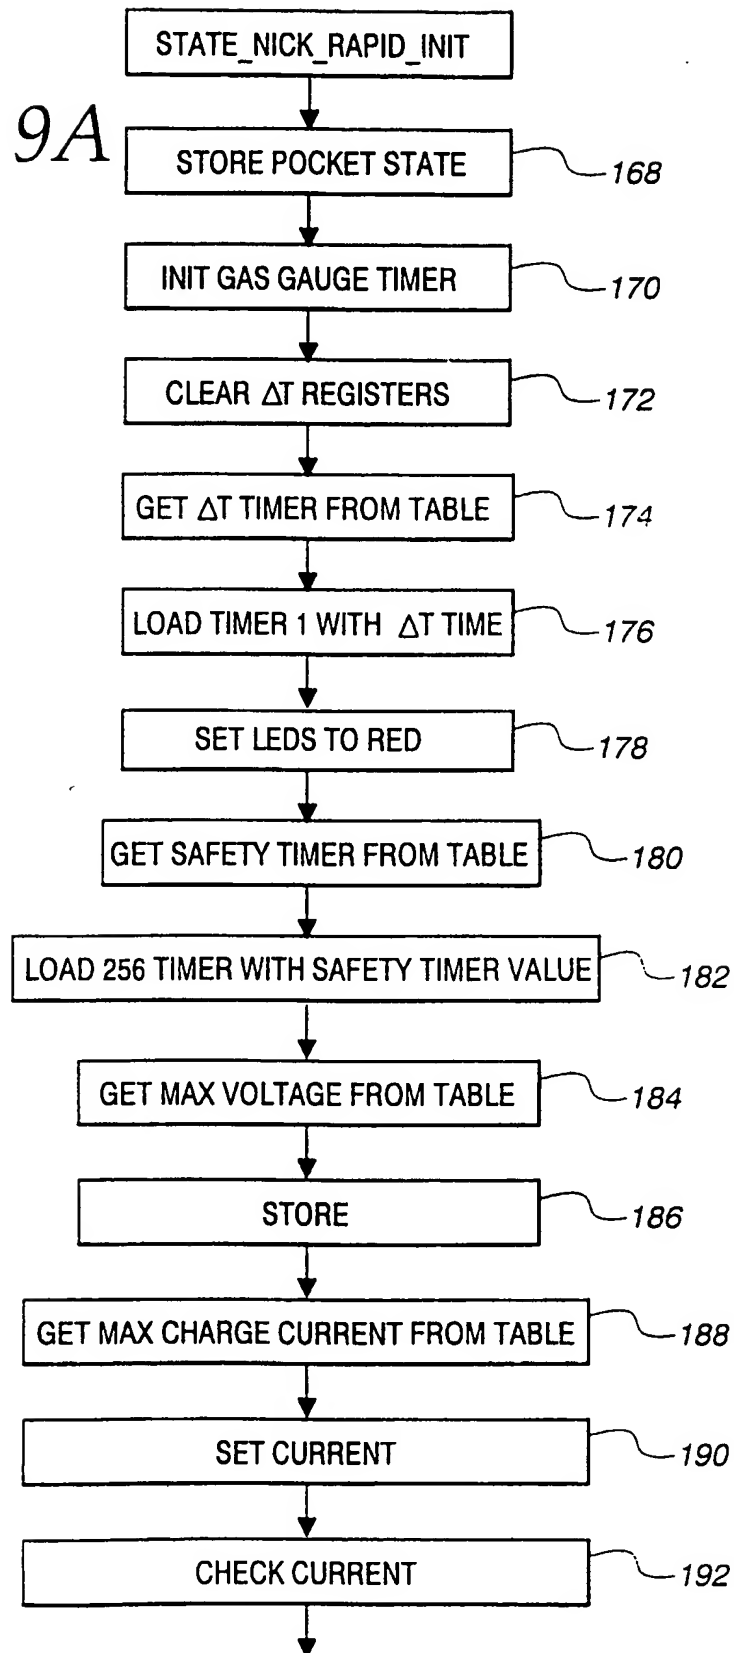 STATE_NICK_RAPID_INIT
9A
STORE POCKET STATE
168
INIT GAS GAUGE TIMER
170
CLEAR ΔT REGISTERS
172
GET ΔT TIMER FROM TABLE
174
LOAD TIMER 1 WITH ΔT TIME
176
SET LEDS TO RED
178
GET SAFETY TIMER FROM TABLE
180
LOAD 256 TIMER WITH SAFETY TIMER VALUE
182
GET MAX VOLTAGE FROM TABLE
184
STORE
186
GET MAX CHARGE CURRENT FROM TABLE
188
SET CURRENT
190
CHECK CURRENT
192